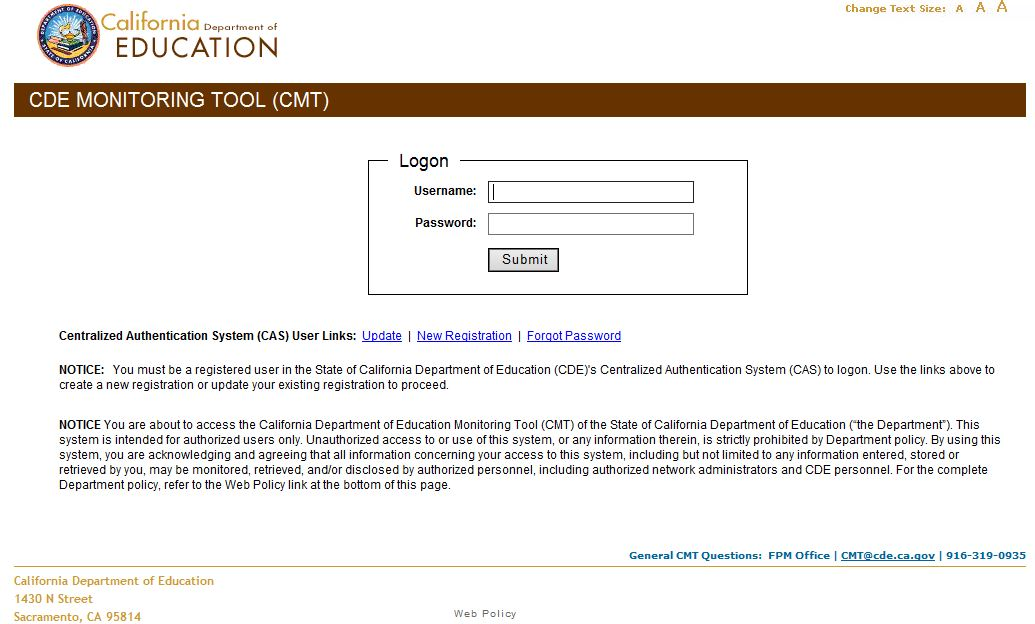 Change Text Size: A A A
California Department of
EDUCATION
CDE MONITORING TOOL (CMT)
Logon
Username:
Password:
Submit
Centralized Authentication System (CAS) User Links: Update | New Registration | Forgot Password
NOTICE: You must be a registered user in the State of California Department of Education (CDE)'s Centralized Authentication System (CAS) to logon. Use the links above to
create a new registration or update your existing registration to proceed.
NOTICE You are about to access the California Department of Education Monitoring Tool (CMT) of the State of California Department of Education (“the Department”). This
system is intended for authorized users only. Unauthorized access to or use of this system, or any information therein, is strictly prohibited by Department policy. By using this
system, you are acknowledging and agreeing that all information concerning your access to this system, including but not limited to any information entered, stored or
retrieved by you, may be monitored, retrieved, and/or disclosed by authorized personnel, including authorized network administrators and CDE personnel. For the complete
Department policy, refer to the Web Policy link at the bottom of this page.
General CMT Questions: FPM Office | CMT@cde.ca.gov | 916-319-0935
California Department of Education
1430 N Street
Sacramento, CA 95814
Web Policy